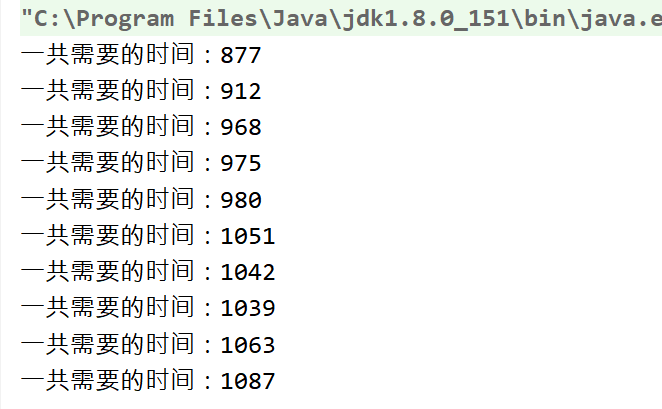 "C:\Program Files\Java\jdk1.8.0_151\bin\java.e
一共需要的时间：877
一共需要的时间：912
一共需要的时间：968
一共需要的时间：975
一共需要的时间：980
一共需要的时间：1051
一共需要的时间：1042
一共需要的时间：1039
一共需要的时间：1063
一共需要的时间：1087